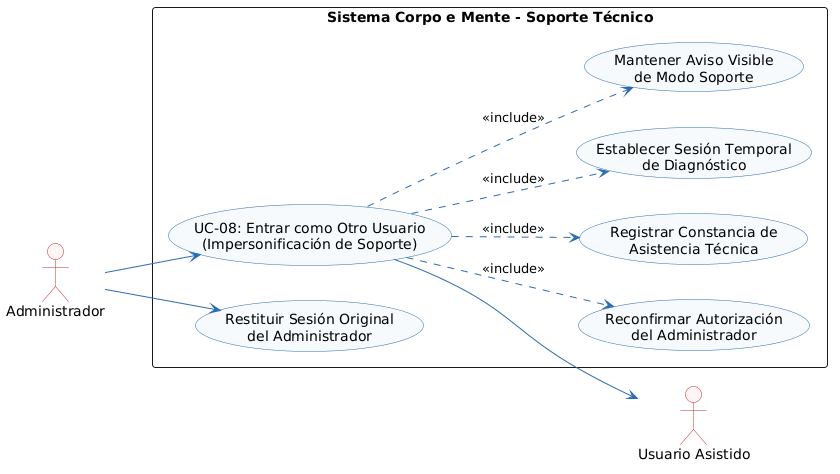 Sistema Corpo e Mente - Soporte Técnico
Mantener Aviso Visible
de Modo Soporte
«include»
Establecer Sesión Temporal
de Diagnóstico
«include»
UC-08: Entrar como Otro Usuario
(Impersonificación de Soporte)
«include»
Registrar Constancia de
Asistencia Técnica
«include»
Administrador
Restituir Sesión Original
del Administrador
Reconfirmar Autorización
del Administrador
Usuario Asistido